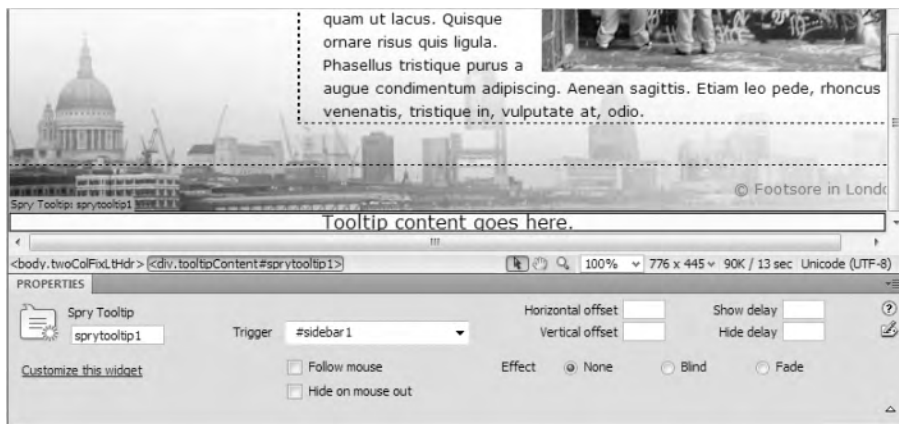 quam ut lacus. Quisque
ornare risus quis ligula.
Phasellus tristique purus a
augue condimentum adipiscing. Aenean sagittis. Etiam leo pede, rhoncus
venenatis, tristique in, vulputate at, odio.
© Footsore in Londo
Spry Tooltip: sprytooltip1
Tooltip content goes here.
<body.twoColFixLtHdr> <div.tooltipContent#sprytooltip1> 100% 776 x 445 90K / 13 sec Unicode (UTF-8)
PROPERTIES
Spry Tooltip
sprytooltip1
Trigger #sidebar1
Horizontal offset Show delay
Vertical offset Hide delay
Customize this widget
Follow mouse Effect None Blind Fade
Hide on mouse out